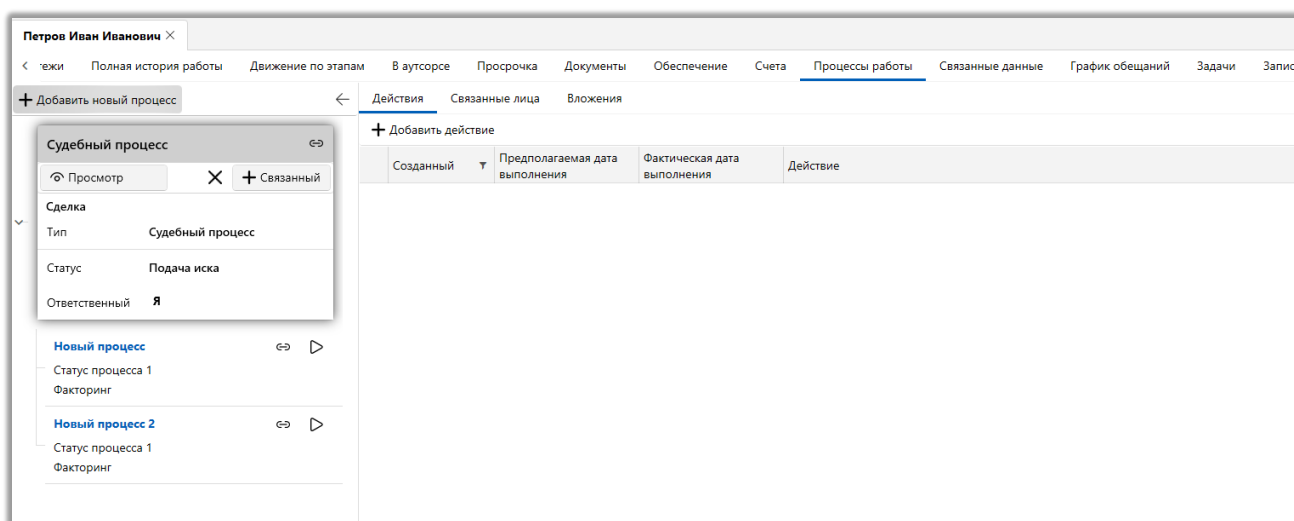 Петров Иван Иванович
тежи Полная история работы Движение по этапам В аутсорсе Просрочка Документы Обеспечение Счета Процессы работы Связанные данные График обещаний Задачи Запис
Добавить новый процесс
Действия Связанные лица Вложения
Добавить действие
Судебный процесс
Просмотр Связанный
Созданный Предполагаемая дата выполнения Фактическая дата выполнения Действие
Сделка
Тип Судебный процесс
Статус Подача иска
Ответственный Я
Новый процесс
Статус процесса 1
Факторинг
Новый процесс 2
Статус процесса 1
Факторинг